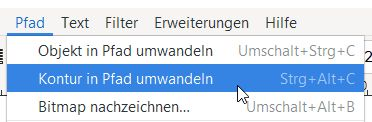 Pfad Text Filter Erweiterungen Hilfe
Objekt in Pfad umwandeln Umschalt+Strg+C
Kontur in Pfad umwandeln Strg+Alt+C
Bitmap nachzeichnen... Umschalt+Alt+B